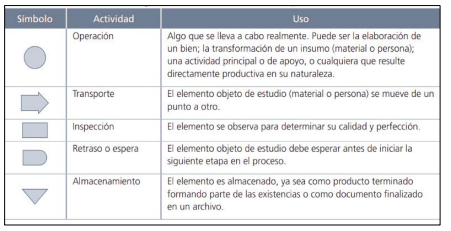 Símbolo Actividad Uso
Operación Algo que se lleva a cabo realmente. Puede ser la elaboración de
un bien; la transformación de un insumo (material o persona);
una actividad principal o de apoyo, o cualquiera que resulte
directamente productiva en su naturaleza.
Transporte El elemento objeto de estudio (material o persona) se mueve de un
punto a otro.
Inspección El elemento se observa para determinar su calidad y perfección.
Retraso o espera El elemento objeto de estudio debe esperar antes de iniciar la
siguiente etapa en el proceso.
Almacenamiento El elemento es almacenado, ya sea como producto terminado
formando parte de las existencias o como documento finalizado
en un archivo.